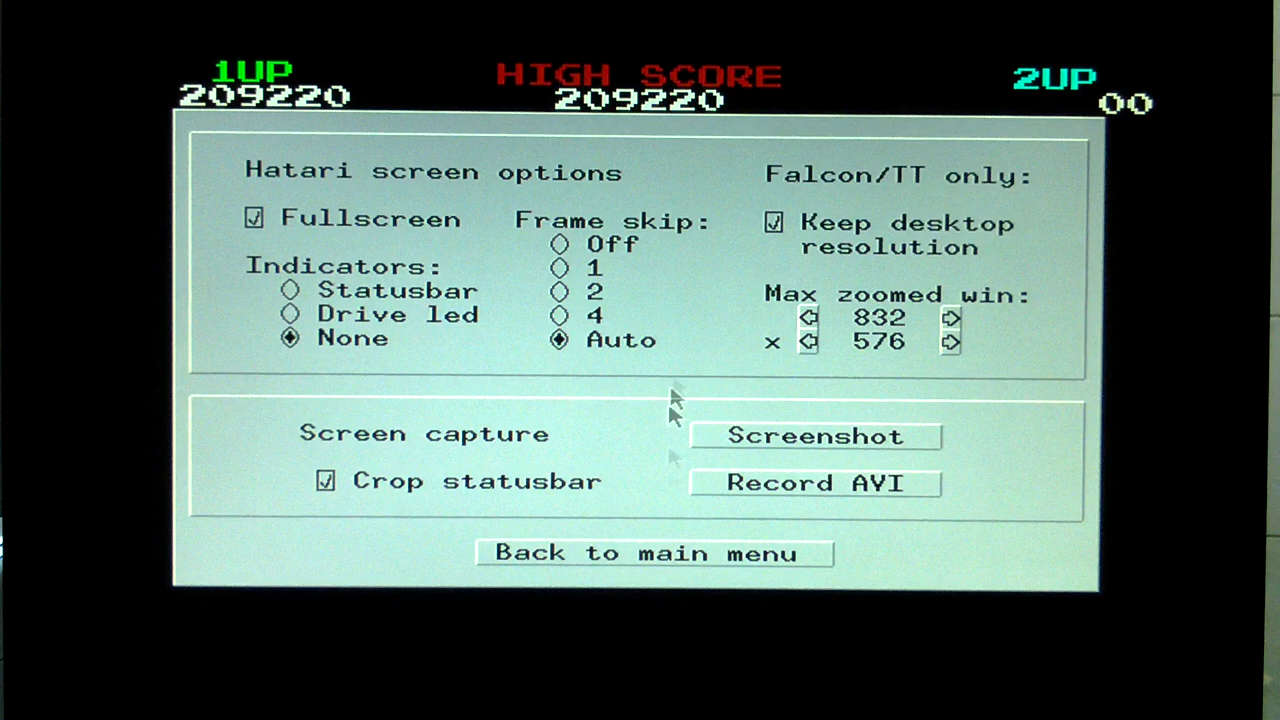 1UP HIGH SCORE 2UP
209220 209220 00
Hatari screen options
Fullscreen
Indicators:
Statusbar
Drive led
None
Frame skip:
Off
1
2
4
Auto
Falcon/TT only:
Keep desktop
resolution
Max zoomed win:
832
x 576
Screen capture
Crop statusbar
Screenshot
Record AVI
Back to main menu